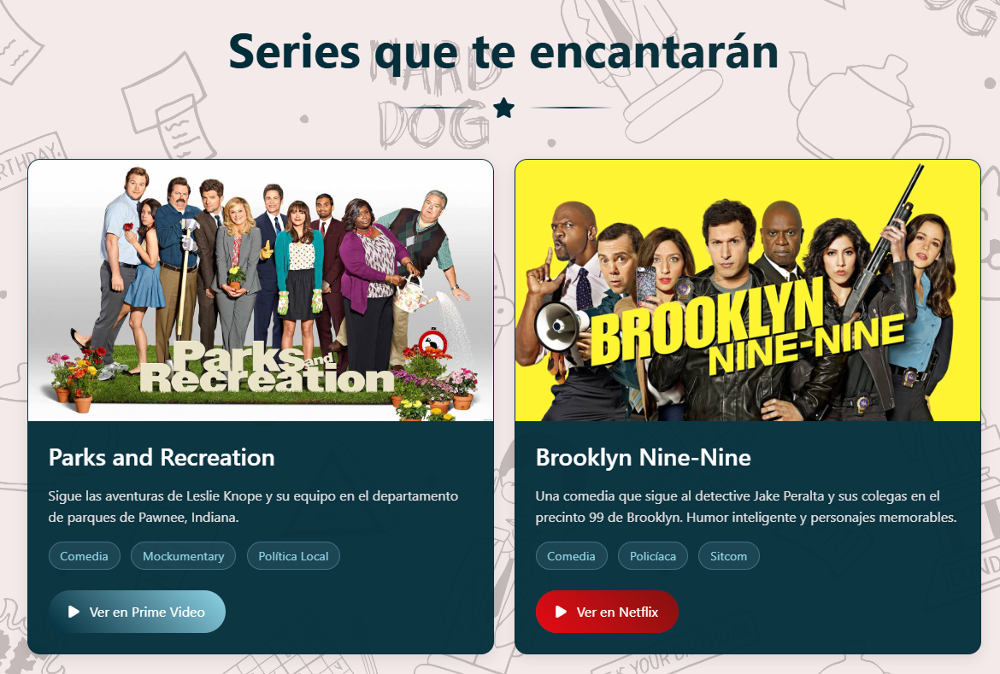 Series que te encantarán
HARD
DOG
RTHDAY.
Parks and
Recreation
BROOKLYN
NINE-NINE
Parks and Recreation
Sigue las aventuras de Leslie Knope y su equipo en el departamento
de parques de Pawnee, Indiana.
Comedia
Mockumentary
Política Local
Ver en Prime Video
Brooklyn Nine-Nine
Una comedia que sigue al detective Jake Peralta y sus colegas en el
precinto 99 de Brooklyn. Humor inteligente y personajes memorables.
Comedia
Policíaca
Sitcom
Ver en Netflix